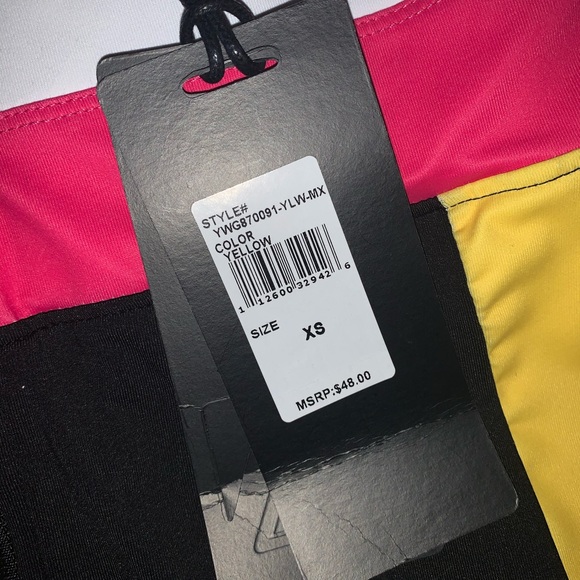 STYLE#
YWG870091-YLW-MX
COLOR
YELLOW
1 12600 32942 6
SIZE XS
MSRP:$48.00